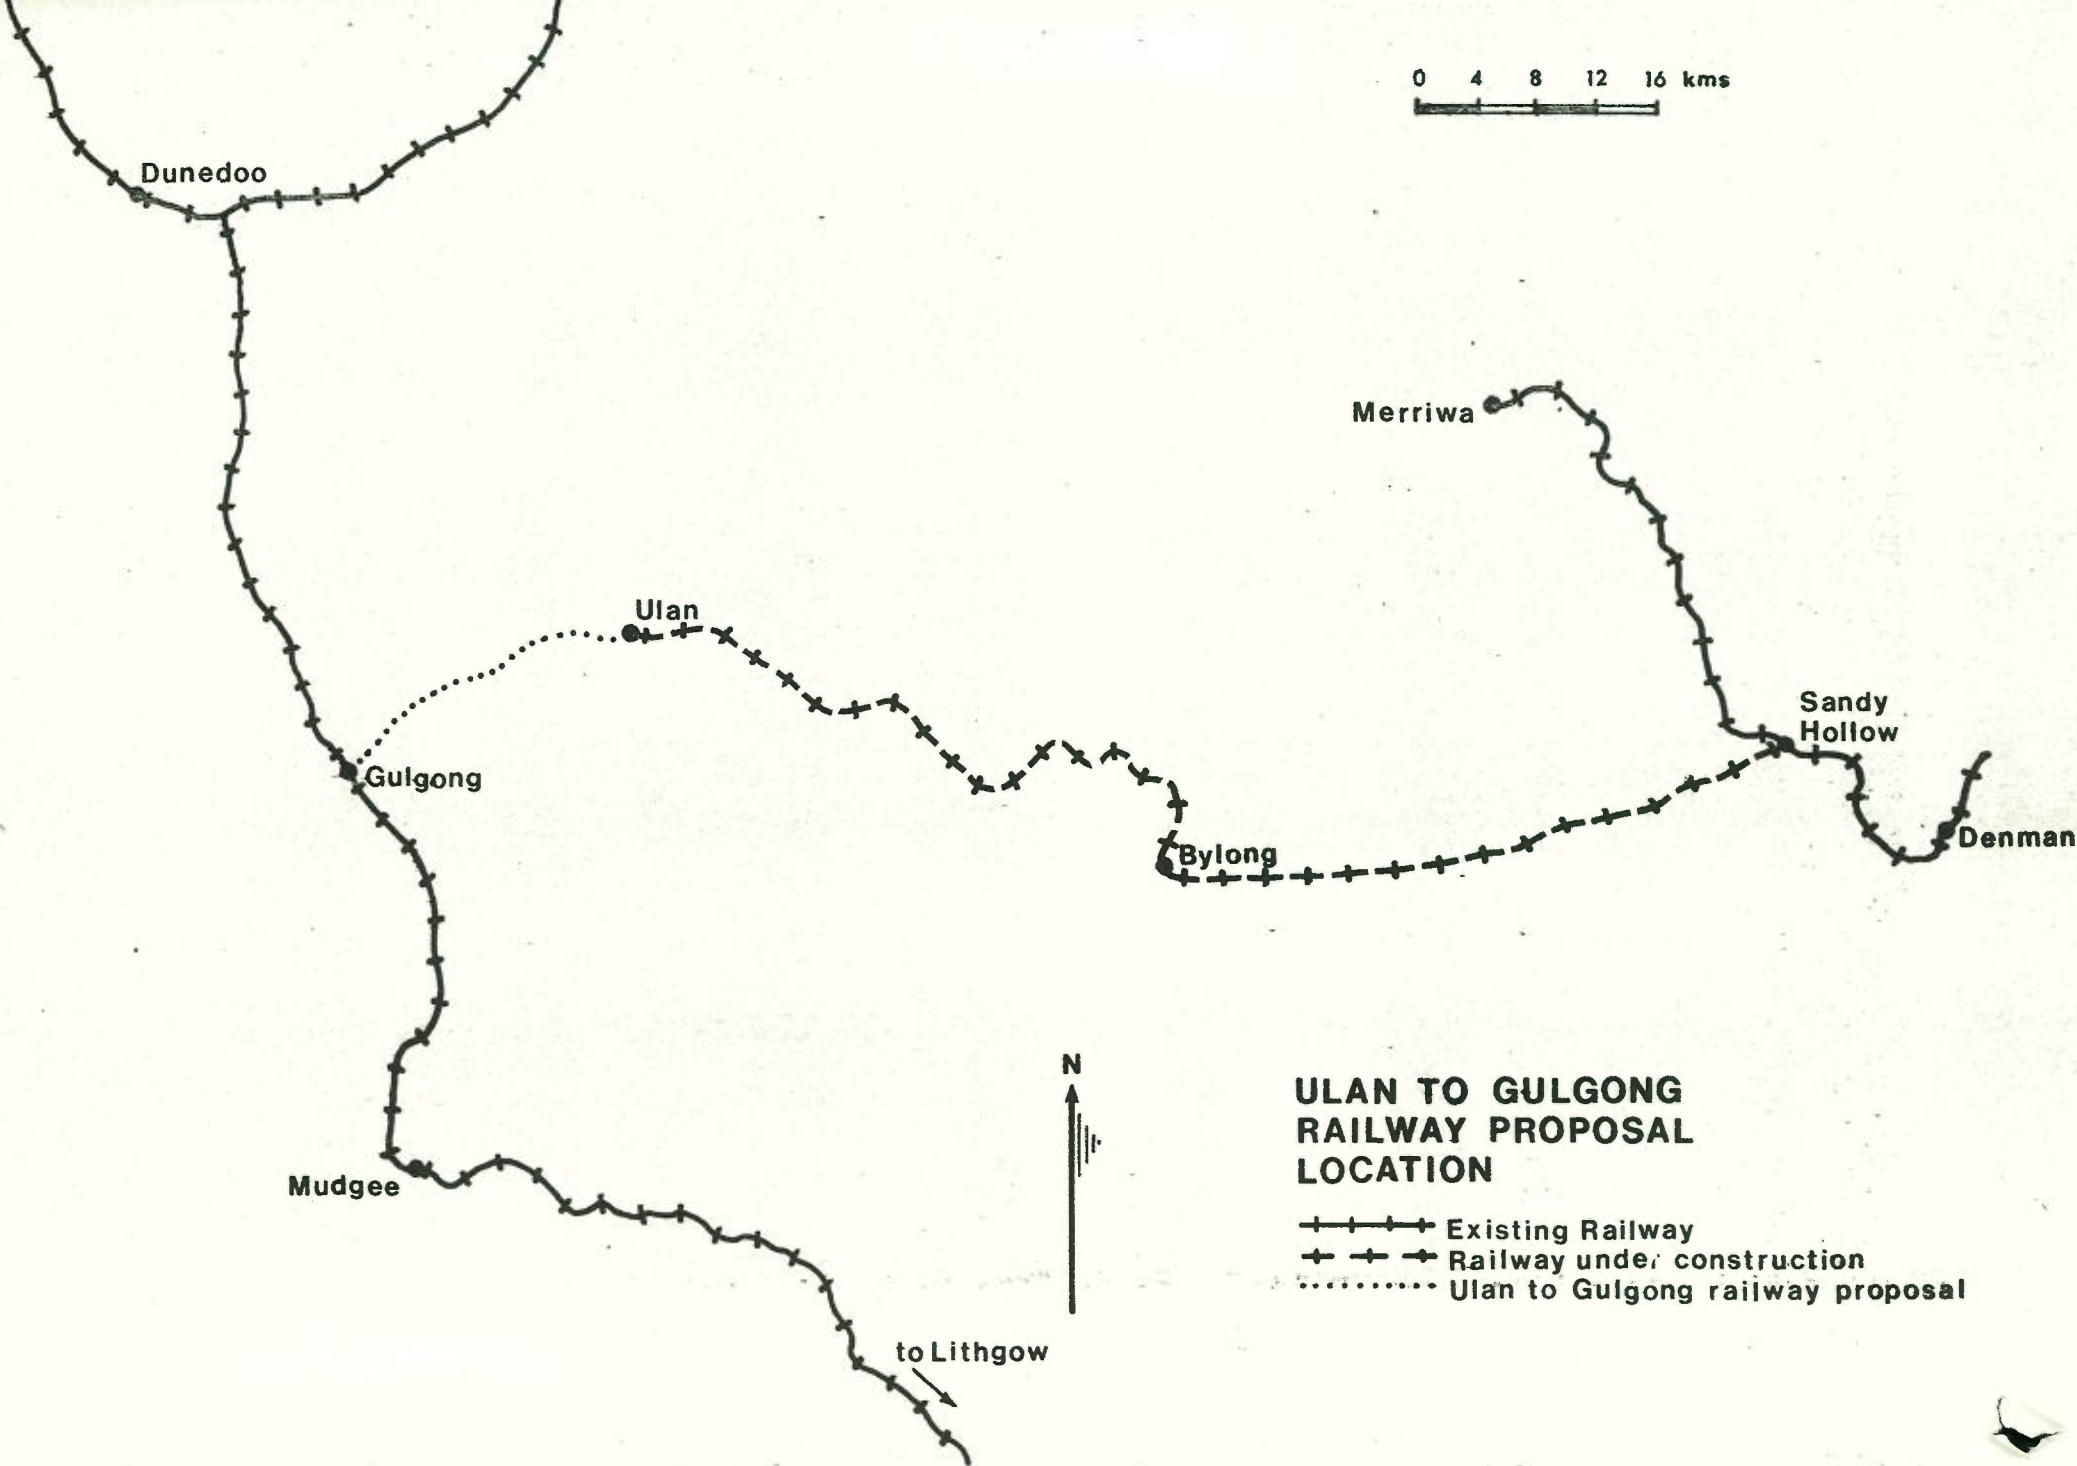 0 4 8 12 16 kms
Dunedoo
Merriwa
Ulan
Sandy
Hollow
Gulgong
Denman
Bylong
N
ULAN TO GULGONG
RAILWAY PROPOSAL
LOCATION
Mudgee
Existing Railway
Railway under construction
Ulan to Gulgong railway proposal
to Lithgow